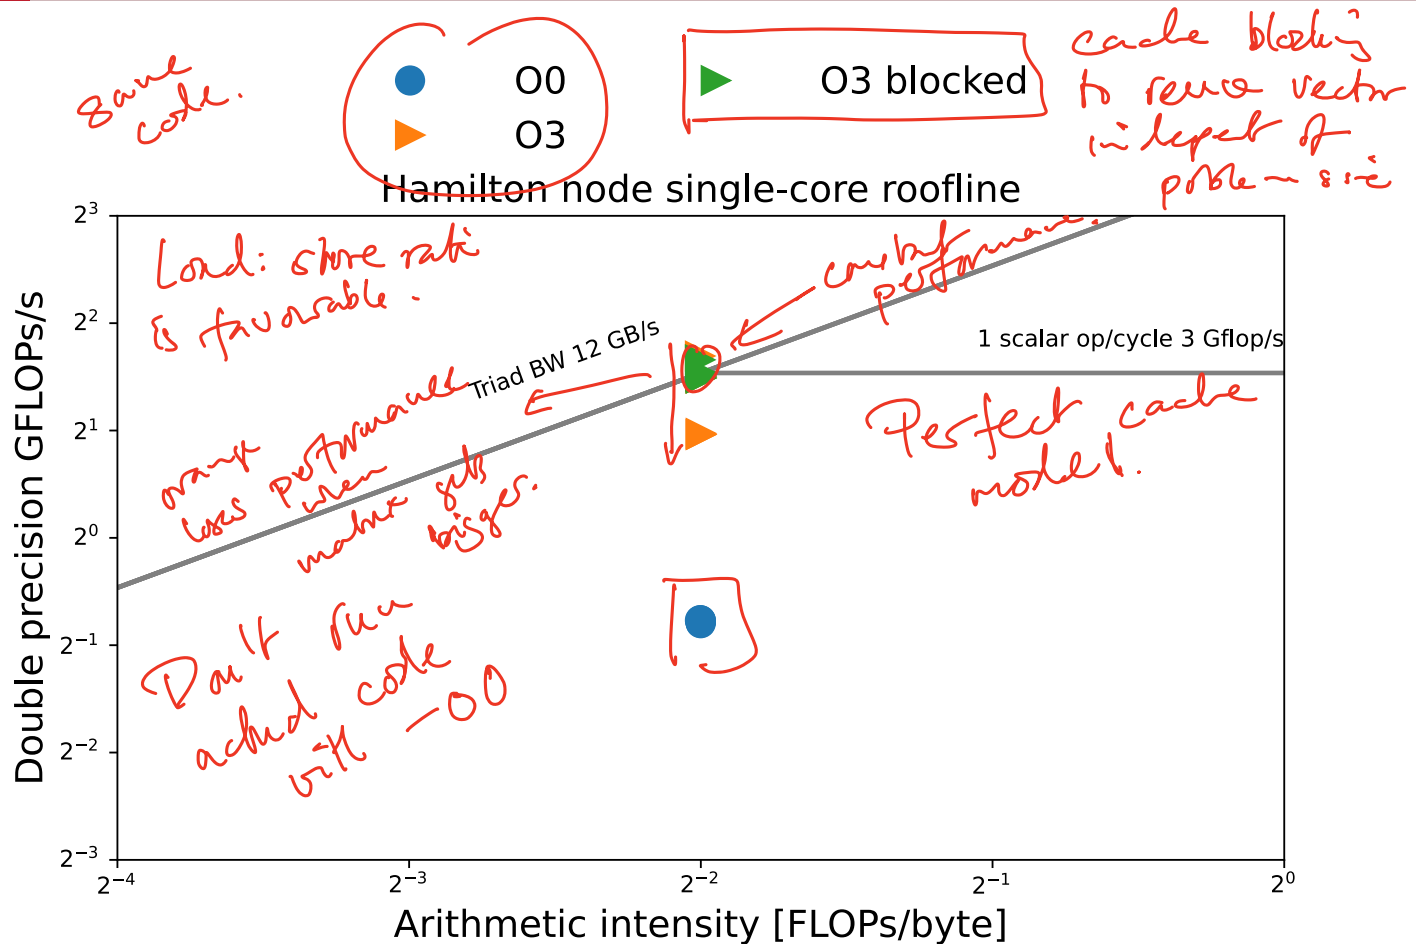 same
code.
O0
O3
O3 blocked
cache blocking
to reuse vector
indepent of
problem size
Hamilton node single-core roofline
Load: store ratio
is favourable.
constant
performance.
Triad BW 12 GB/s
1 scalar op/cycle 3 Gflop/s
Perfect cache
model.
orange
loses performance
when
matrix gets
bigger.
Don't run
actual code
with -O0
Double precision GFLOPs/s
2³
2²
2¹
2⁰
2⁻¹
2⁻²
2⁻³
2⁻⁴
2⁻³
2⁻²
2⁻¹
2⁰
Arithmetic intensity [FLOPs/byte]